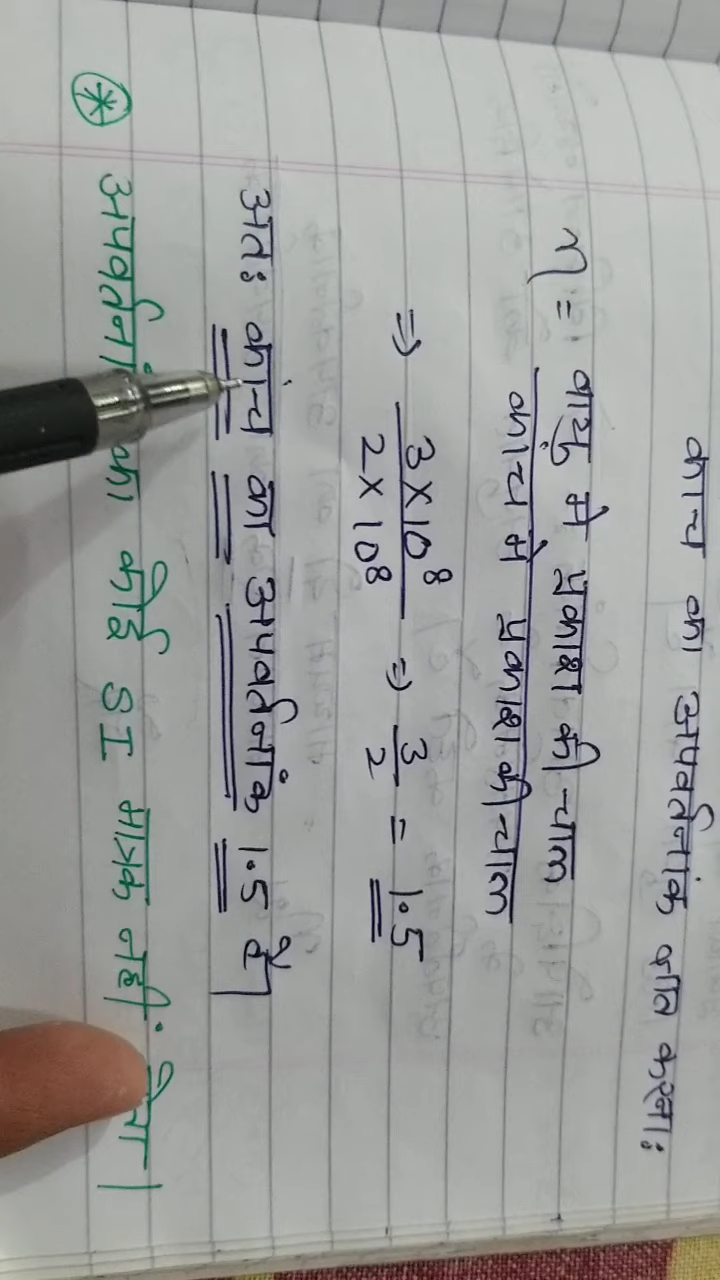 काच का अपवर्तनांक ज्ञात करना:
η = वायु में प्रकाश की चाल
काच में प्रकाश की चाल
⇒ 3 × 10⁸ / 2 × 10⁸ ⇒ 3/2 = 1.5
अतः कांच का अपवर्तनांक 1.5 है।
* अपवर्तनांक का कोई SI मात्रक नहीं